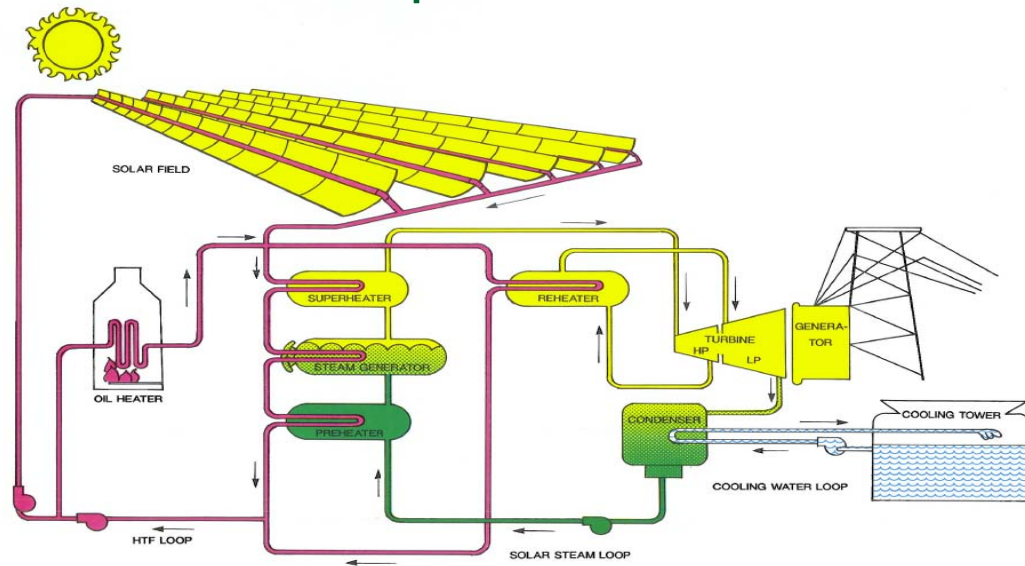 SOLAR FIELD
SUPERHEATER
REHEATER
TURBINE
HP
LP
GENERA-
TOR
STEAM GENERATOR
OIL HEATER
PREHEATER
CONDENSER
COOLING TOWER
COOLING WATER LOOP
HTF LOOP
SOLAR STEAM LOOP